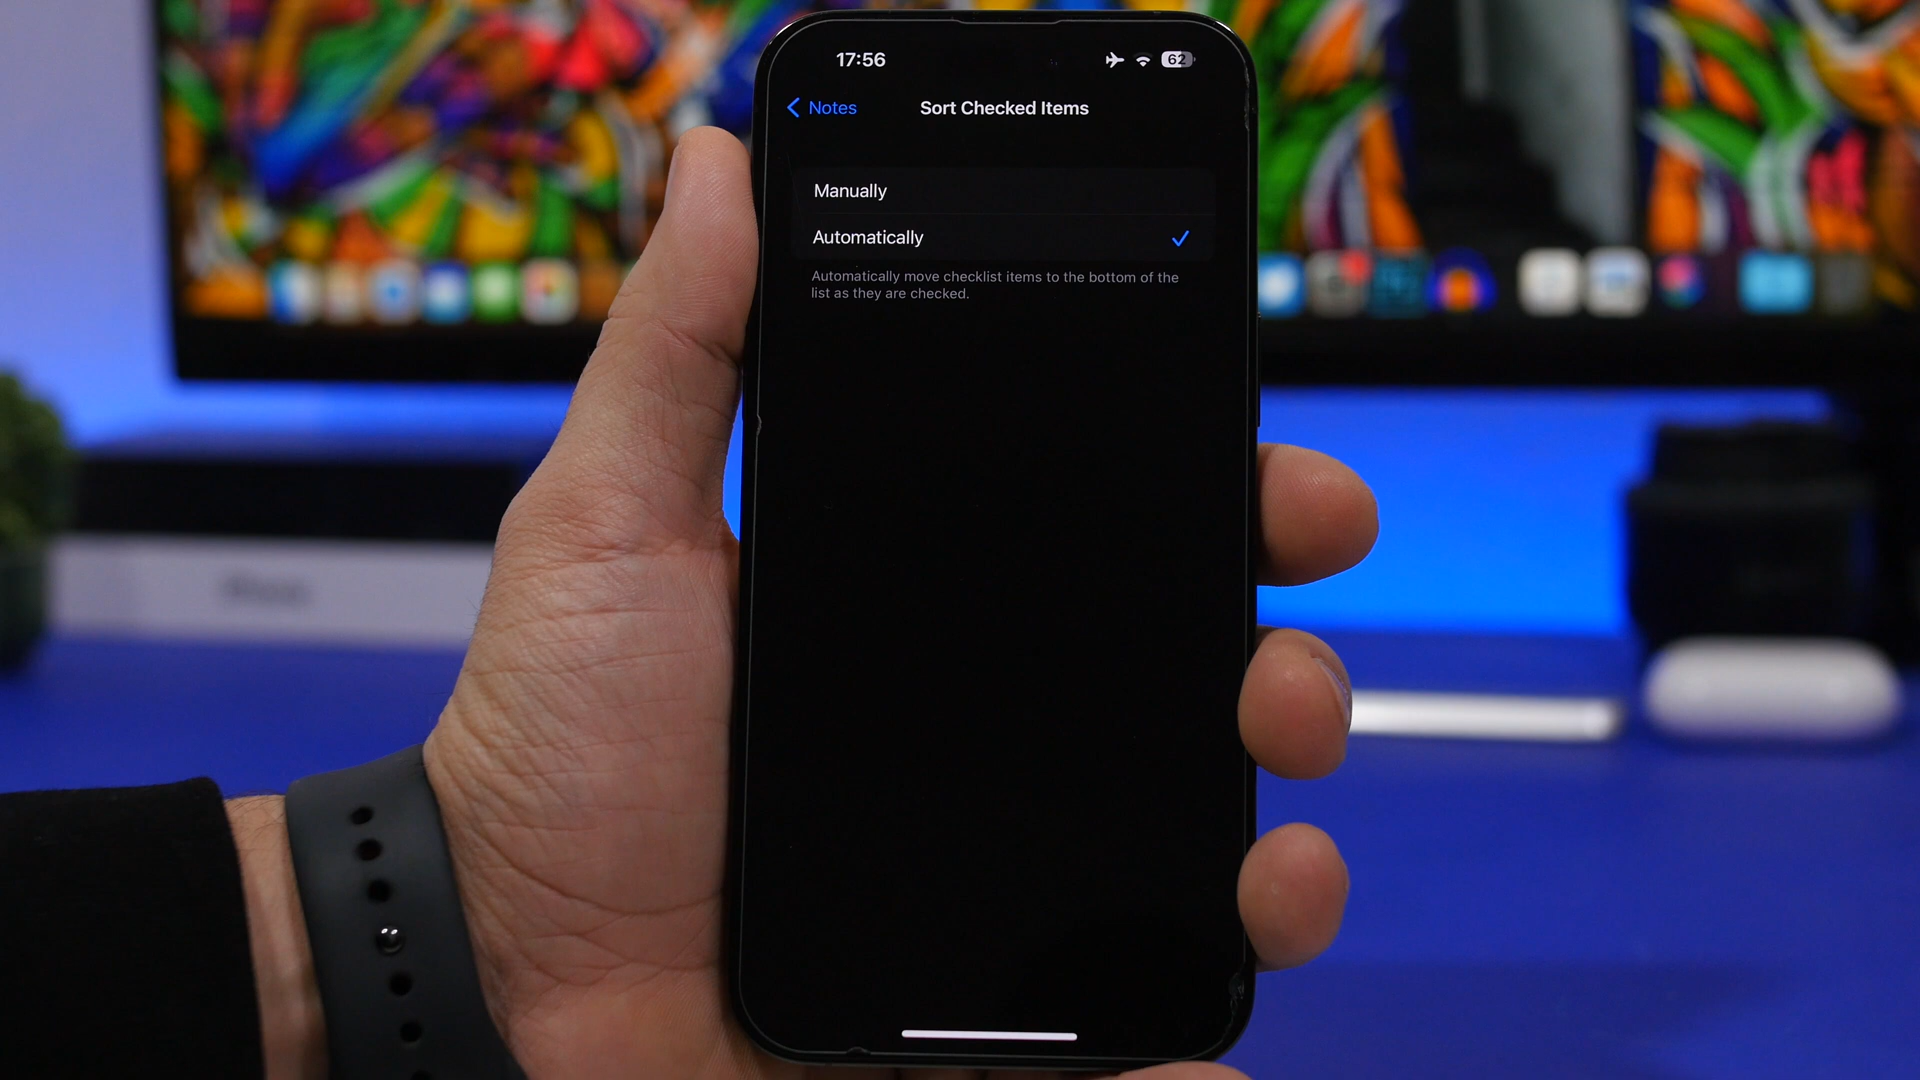 17:56
62
Notes
Sort Checked Items
Manually
Automatically
Automatically move checklist items to the bottom of the
list as they are checked.